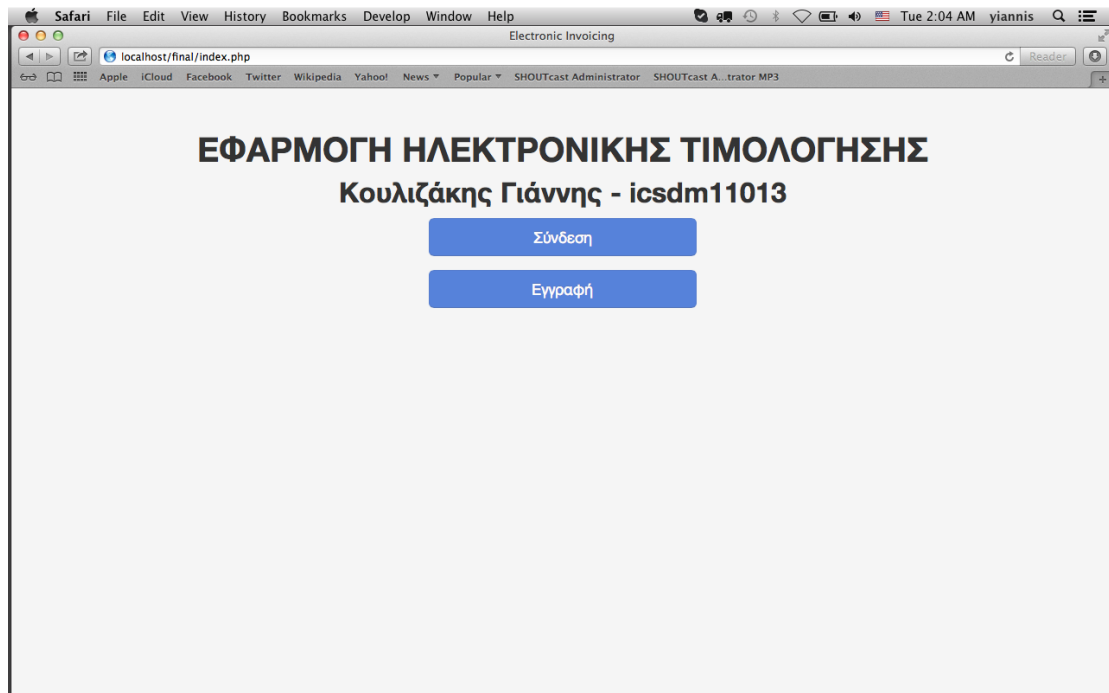 Safari File Edit View History Bookmarks Develop Window Help Tue 2:04 AM yiannis
Electronic Invoicing
localhost/final/index.php Reader
Apple iCloud Facebook Twitter Wikipedia Yahoo! News Popular SHOUTcast Administrator SHOUTcast A...trator MP3
ΕΦΑΡΜΟΓΗ ΗΛΕΚΤΡΟΝΙΚΗΣ ΤΙΜΟΛΟΓΗΣΗΣ
Κουλιζάκης Γιάννης - icsdm11013
Σύνδεση
Εγγραφή